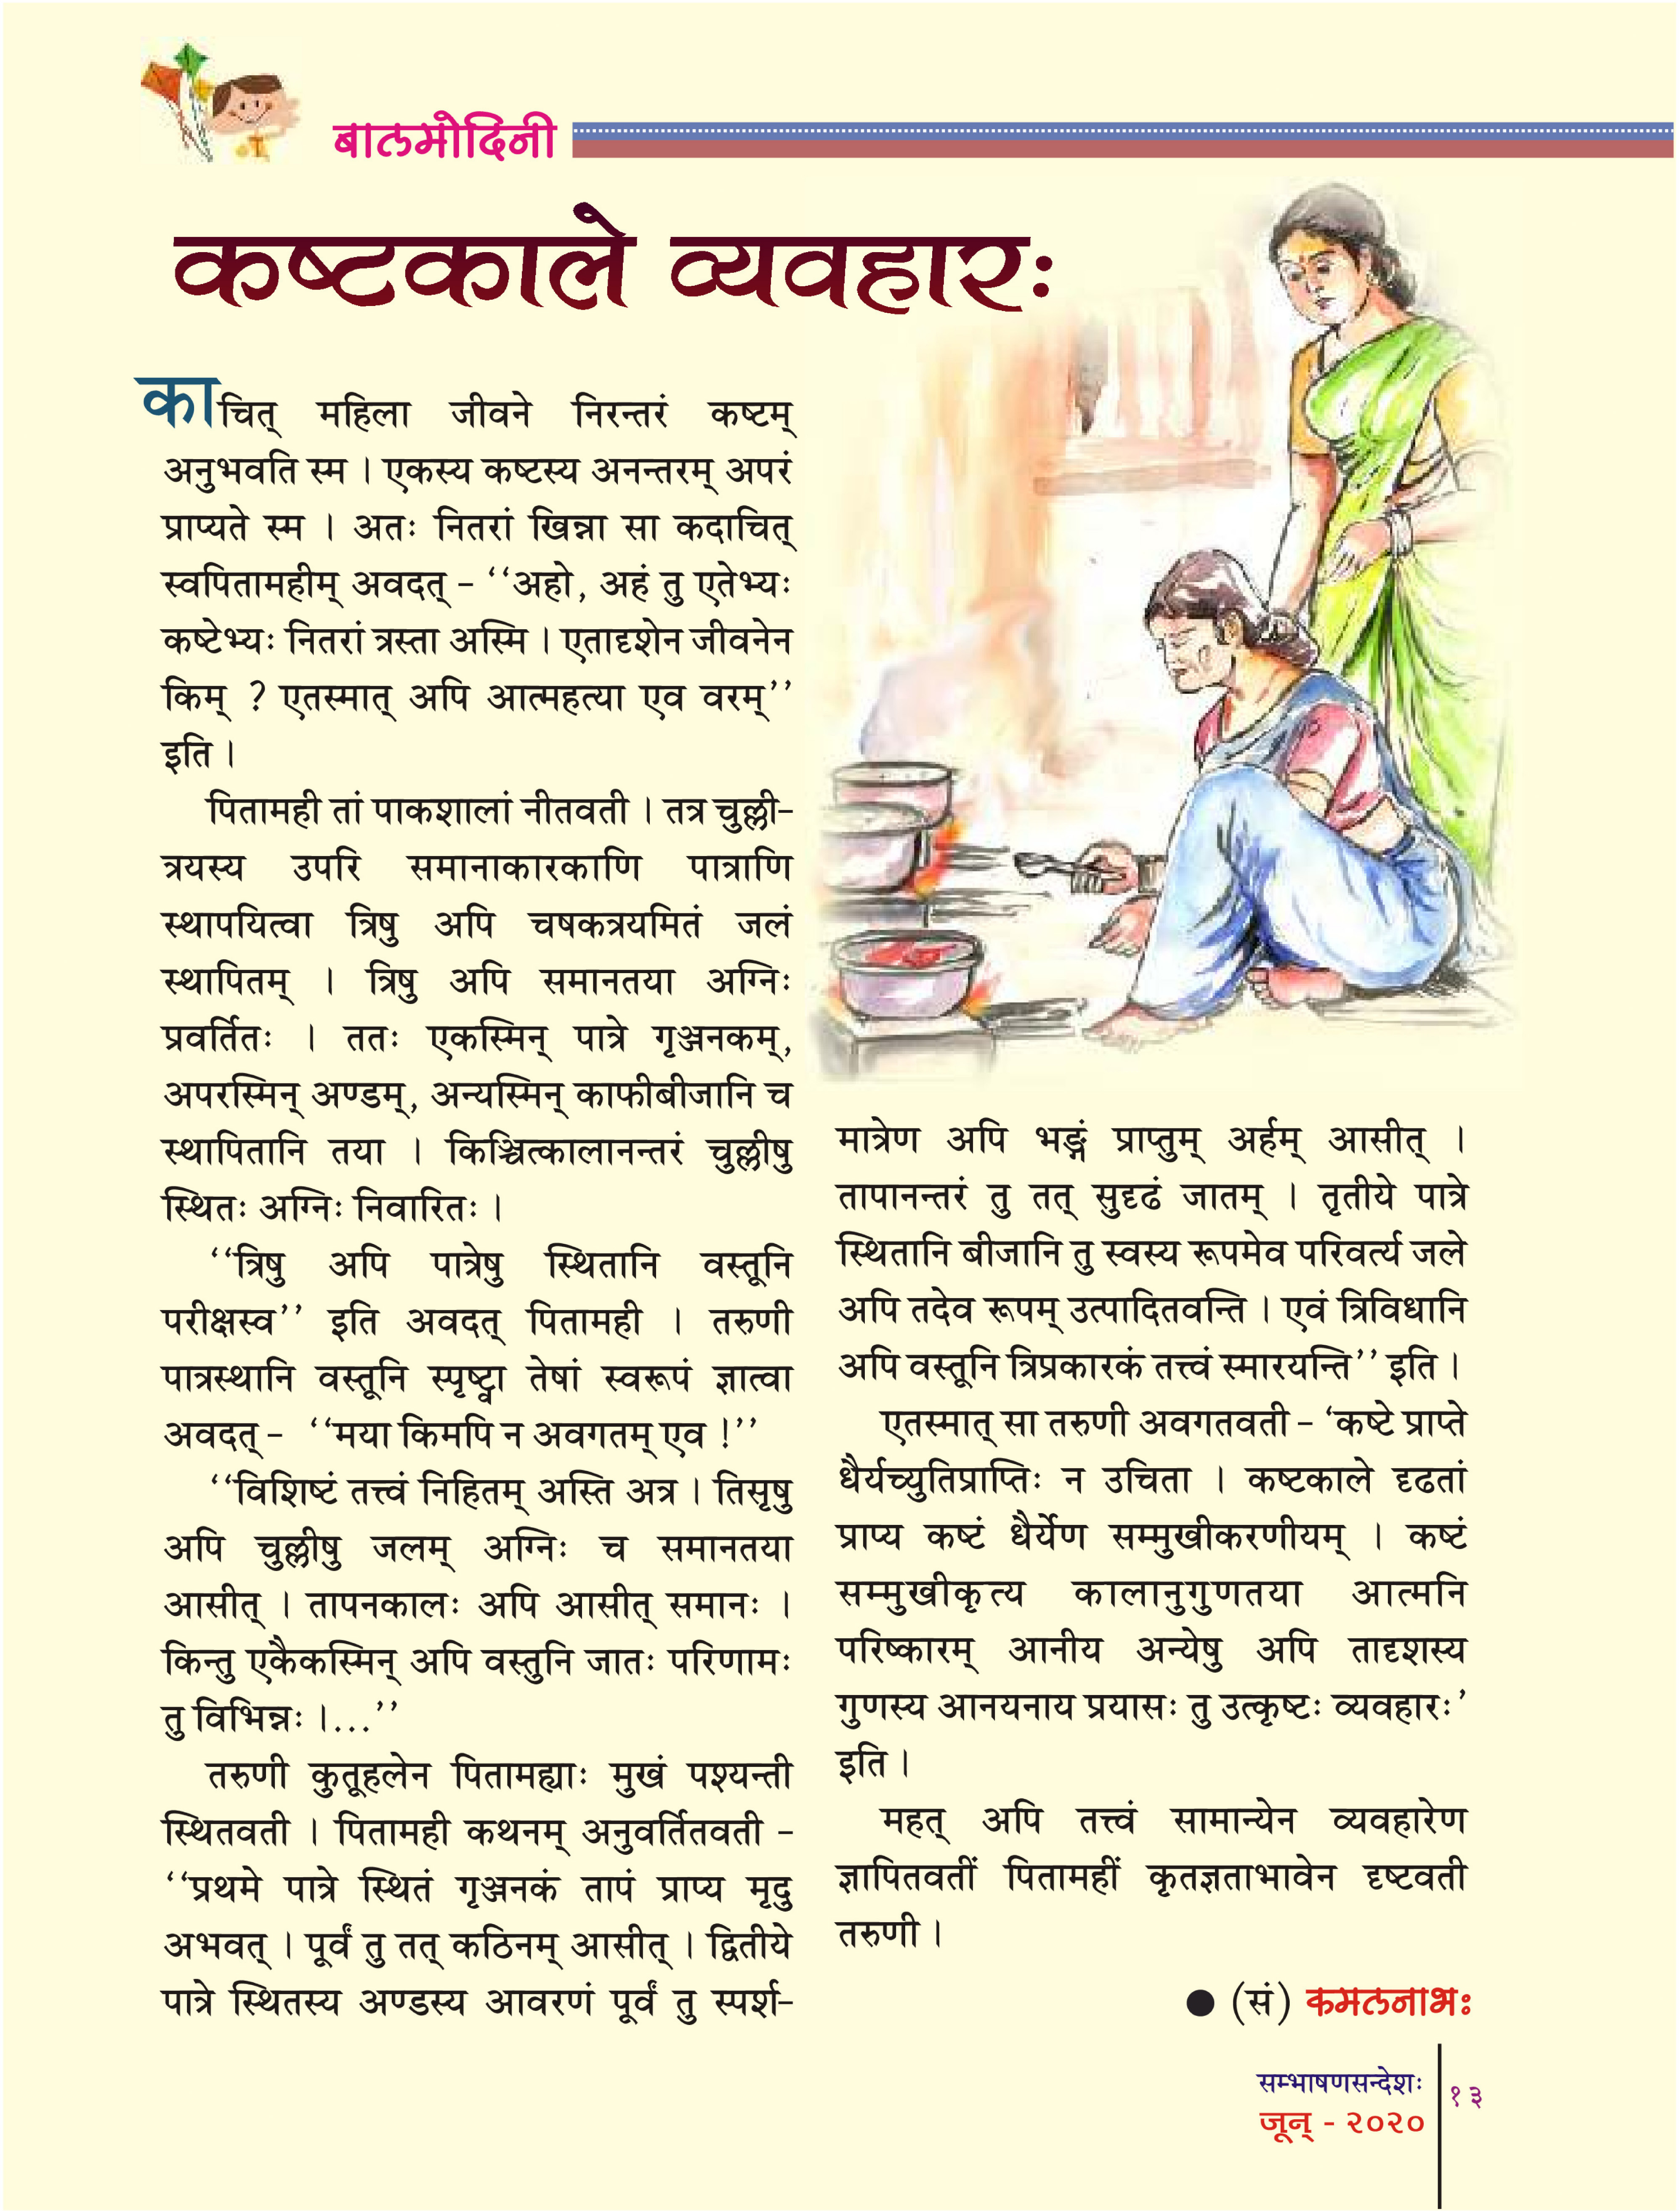 बालमोदिनी
कष्टकाले व्यवहारः
काचित् महिला जीवने निरन्तरं कष्टम्
अनुभवति स्म । एकस्य कष्टस्य अनन्तरम् अपरं
प्राप्यते स्म । अतः नितरां खिन्ना सा कदाचित्
स्वपितामहीम् अवदत् – ‘‘अहो, अहं तु एतेभ्यः
कष्टेभ्यः नितरां त्रस्ता अस्मि । एतादृशेन जीवनेन
किम् ? एतस्मात् अपि आत्महत्या एव वरम्’’
इति ।
पितामही तां पाकशालां नीतवती । तत्र चुल्ली–
त्रयस्य उपरि समानाकारकाणि पात्राणि
स्थापयित्वा त्रिषु अपि चषकत्रयमितं जलं
स्थापितम् । त्रिषु अपि समानतया अग्निः
प्रवर्तितः । ततः एकस्मिन् पात्रे गृञ्जनकम्,
अपरस्मिन् अण्डम्, अन्यस्मिन् काफीबीजानि च
स्थापितानि तया । किञ्चित्कालानन्तरं चुल्लीषु
स्थितः अग्निः निवारितः ।
‘‘त्रिषु अपि पात्रेषु स्थितानि वस्तूनि
परीक्षस्व’’ इति अवदत् पितामही । तरुणी
पात्रस्थानि वस्तूनि स्पृष्ट्वा तेषां स्वरूपं ज्ञात्वा
अवदत् – ‘‘मया किमपि न अवगतम् एव !’’
‘‘विशिष्टं तत्त्वं निहितम् अस्ति अत्र । तिसृषु
अपि चुल्लीषु जलम् अग्निः च समानतया
आसीत् । तापनकालः अपि आसीत् समानः ।
किन्तु एकैकस्मिन् अपि वस्तुनि जातः परिणामः
तु विभिन्नः ।...’’
तरुणी कुतूहलेन पितामह्याः मुखं पश्यन्ती
स्थितवती । पितामही कथनम् अनुवर्तितवती –
‘‘प्रथमे पात्रे स्थितं गृञ्जनकं तापं प्राप्य मृदु
अभवत् । पूर्वं तु तत् कठिनम् आसीत् । द्वितीये
पात्रे स्थितस्य अण्डस्य आवरणं पूर्वं तु स्पर्श–
मात्रेण अपि भङ्गं प्राप्तुम् अर्हम् आसीत् ।
तापानन्तरं तु तत् सुदृढं जातम् । तृतीये पात्रे
स्थितानि बीजानि तु स्वस्य रूपमेव परिवर्त्य जले
अपि तदेव रूपम् उत्पादितवन्ति । एवं त्रिविधानि
अपि वस्तूनि त्रिप्रकारकं तत्त्वं स्मारयन्ति’’ इति ।
एतस्मात् सा तरुणी अवगतवती – ‘कष्टे प्राप्ते
धैर्यच्युतिप्राप्तिः न उचिता । कष्टकाले दृढतां
प्राप्य कष्टं धैर्येण सम्मुखीकरणीयम् । कष्टं
सम्मुखीकृत्य कालानुगुणतया आत्मनि
परिष्कारम् आनीय अन्येषु अपि तादृशस्य
गुणस्य आनयनाय प्रयासः तु उत्कृष्टः व्यवहारः’
इति ।
महत् अपि तत्त्वं सामान्येन व्यवहारेण
ज्ञापितवतीं पितामहीं कृतज्ञताभावेन दृष्टवती
तरुणी ।
● (सं) कमलनाभः
सम्भाषणसन्देशः
जून् - २०२०
१३